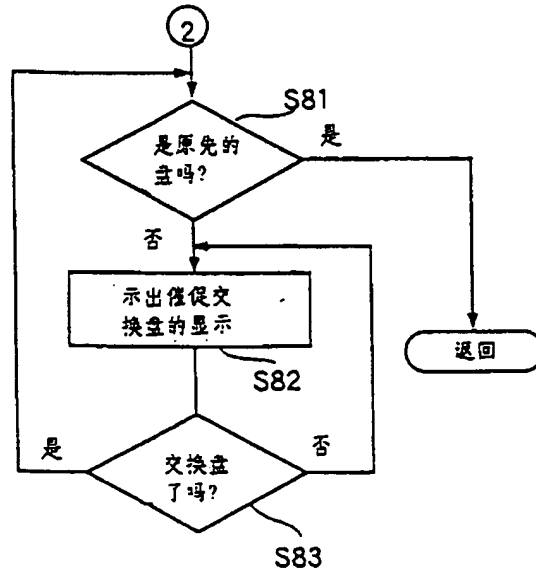 2
S81
是原先的
盘吗?
是
否
示出催促交
换盘的显示
S82
返回
是
交换盘
了吗?
否
S83